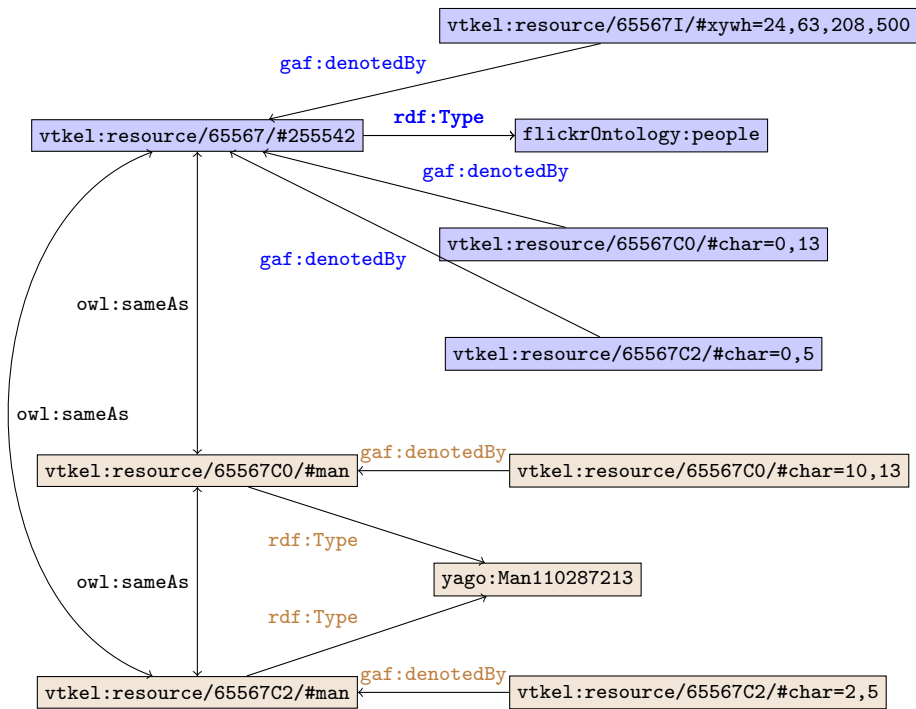 vtkel:resource/65567I/#xywh=24,63,208,500
gaf:denotedBy
rdf:Type
vtkel:resource/65567/#255542
flickrOntology:people
gaf:denotedBy
vtkel:resource/65567C0/#char=0,13
gaf:denotedBy
owl:sameAs
vtkel:resource/65567C2/#char=0,5
owl:sameAs
gaf:denotedBy
vtkel:resource/65567C0/#man
vtkel:resource/65567C0/#char=10,13
rdf:Type
owl:sameAs
yago:Man110287213
rdf:Type
gaf:denotedBy
vtkel:resource/65567C2/#man
vtkel:resource/65567C2/#char=2,5